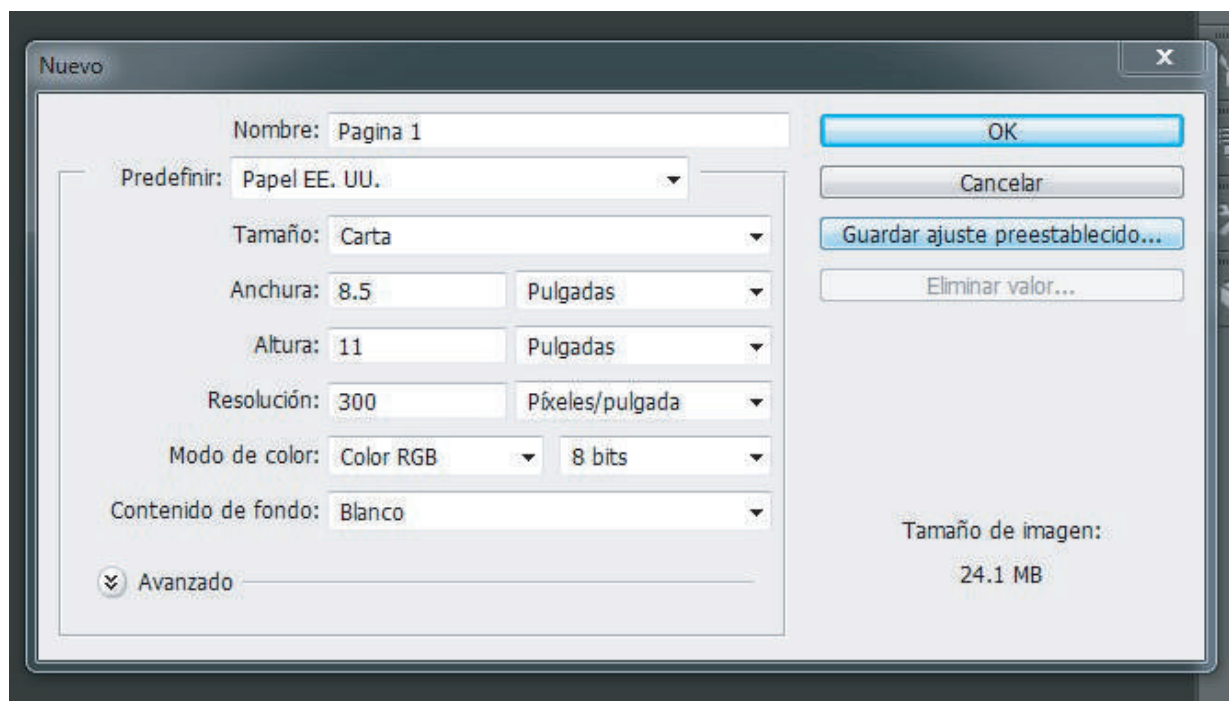 Nuevo
Nombre: Pagina 1
OK
Predefinir: Papel EE. UU.
Cancelar
Tamaño: Carta
Guardar ajuste preestablecido...
Anchura: 8.5 Pulgadas
Eliminar valor...
Altura: 11 Pulgadas
Resolución: 300 Píxeles/pulgada
Modo de color: Color RGB 8 bits
Contenido de fondo: Blanco
Tamaño de imagen:
24.1 MB
Avanzado